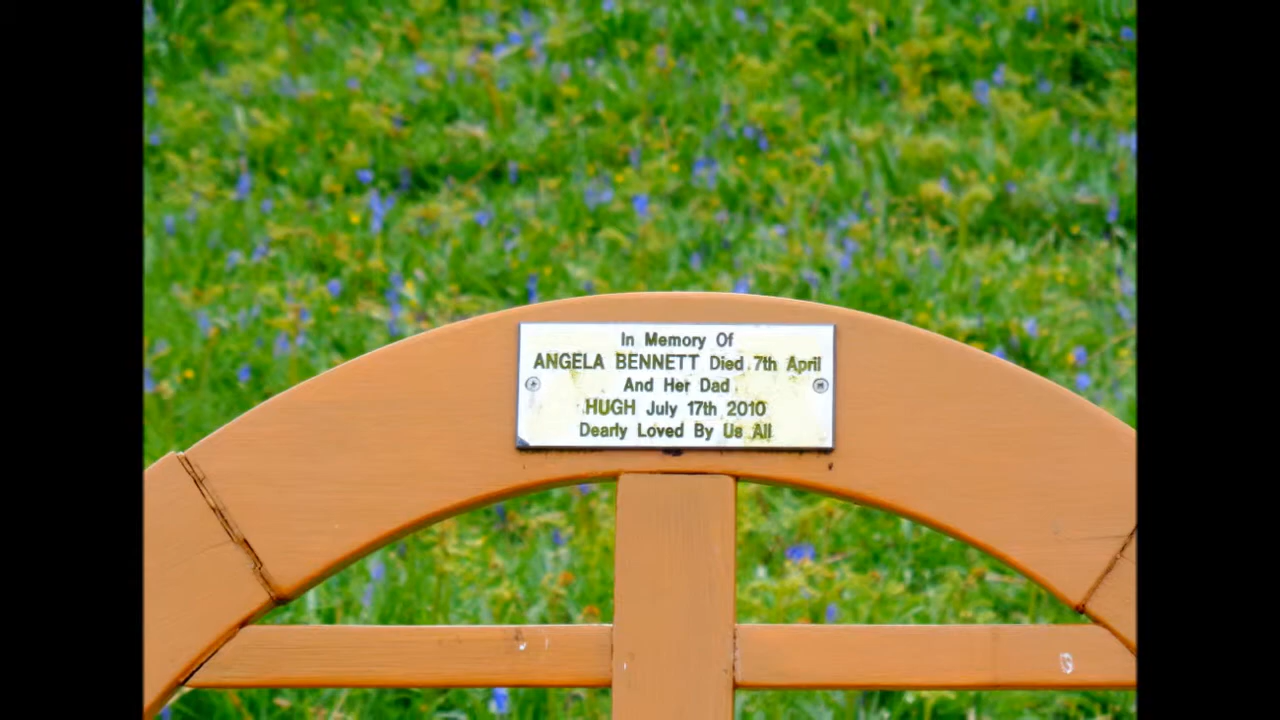 In Memory Of
ANGELA BENNETT Died 7th April
And Her Dad
HUGH July 17th 2010
Dearly Loved By Us All